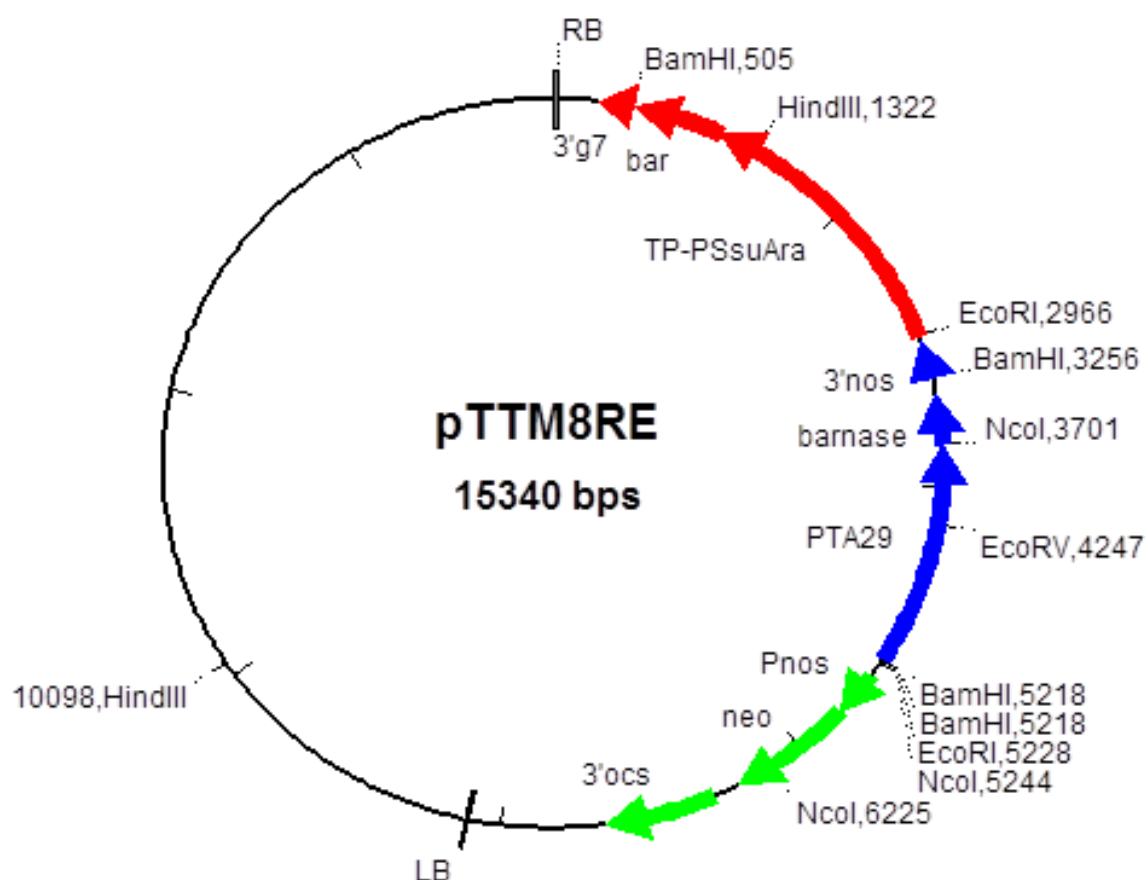 RB
BamHI,505
HindIII,1322
3'g7
bar
TP-PSsuAra
EcoRI,2966
BamHI,3256
3'nos
pTTM8RE
barnase
NcoI,3701
15340 bps
PTA29
EcoRV,4247
Pnos
10098,HindIII
BamHI,5218
BamHI,5218
neo
EcoRI,5228
3'ocs
NcoI,5244
NcoI,6225
LB